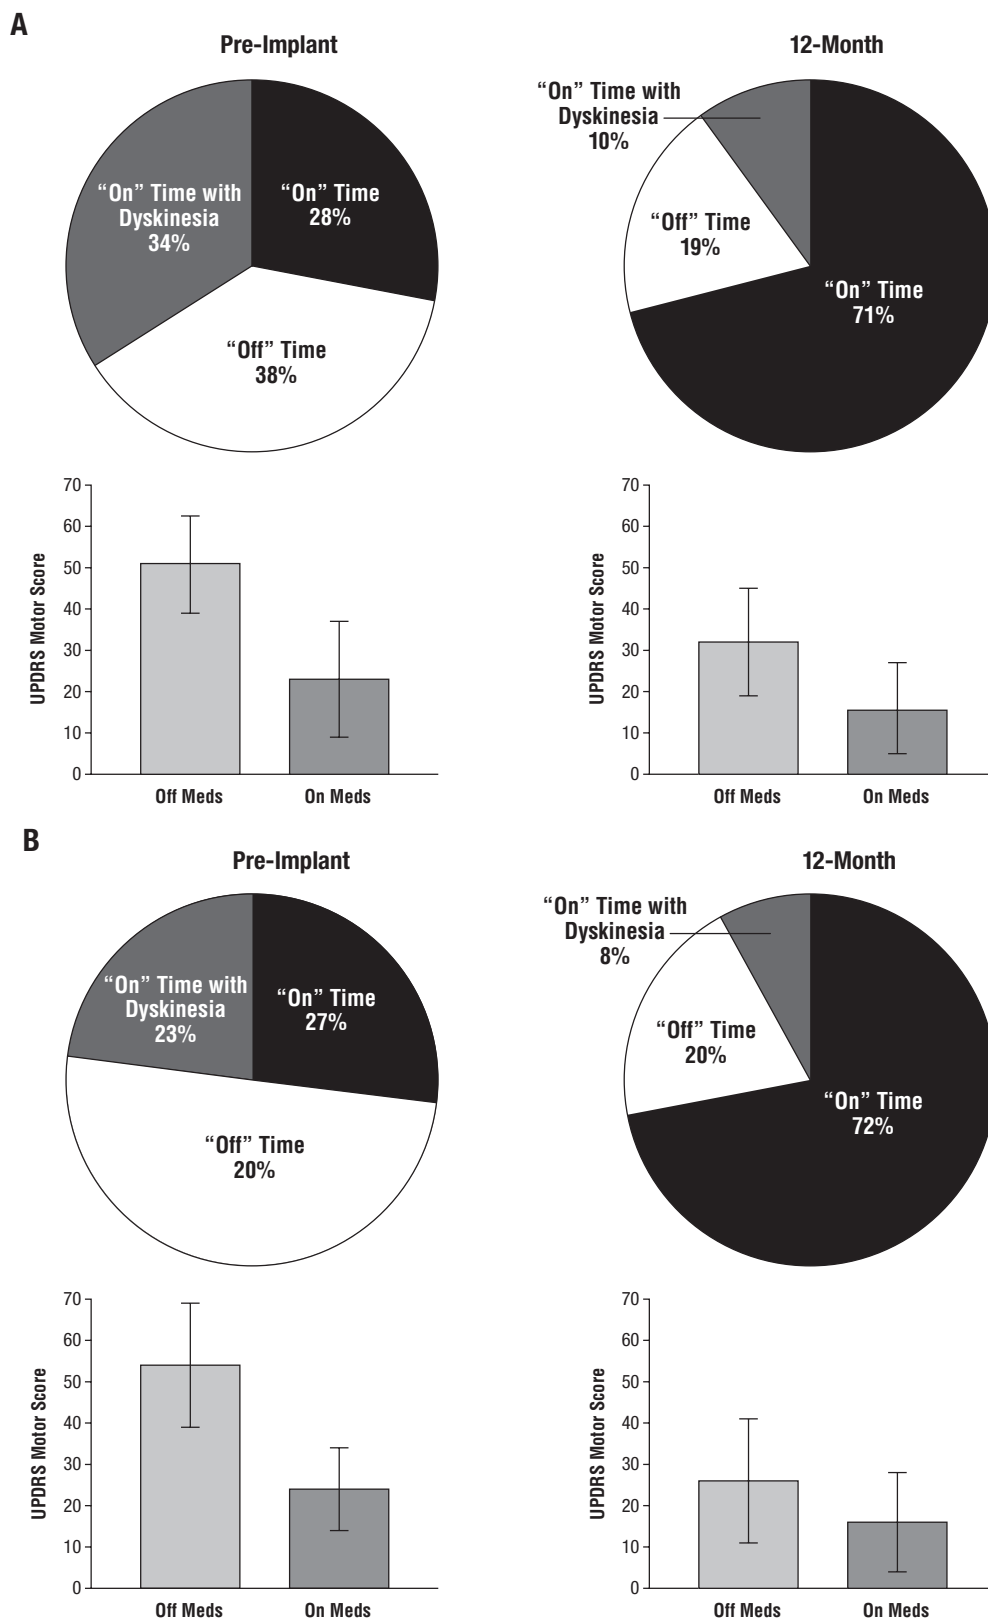 A
Pre-Implant
12-Month
“On” Time with
Dyskinesia
34%
“On” Time
28%
“Off” Time
38%
“On” Time with
Dyskinesia
10%
“Off” Time
19%
“On” Time
71%
UPDRS Motor Score
70
60
50
40
30
20
10
0
Off Meds
On Meds
UPDRS Motor Score
70
60
50
40
30
20
10
0
Off Meds
On Meds
B
Pre-Implant
12-Month
“On” Time with
Dyskinesia
23%
“On” Time
27%
“Off” Time
20%
“On” Time with
Dyskinesia
8%
“Off” Time
20%
“On” Time
72%
UPDRS Motor Score
70
60
50
40
30
20
10
0
Off Meds
On Meds
UPDRS Motor Score
70
60
50
40
30
20
10
0
Off Meds
On Meds